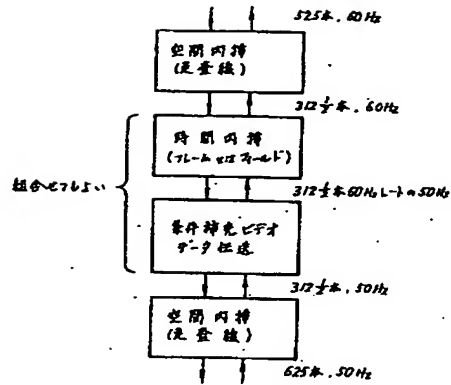 525本、60Hz
空間内挿
(走査線)
312½本、60Hz
時間内挿
(フレーム又はフィールド)
組合せてもよい
312½本60Hzレートの50Hz
条件補充ビデオ
データ伝送
312½本、50Hz
空間内挿
(走査線)
625本、50Hz